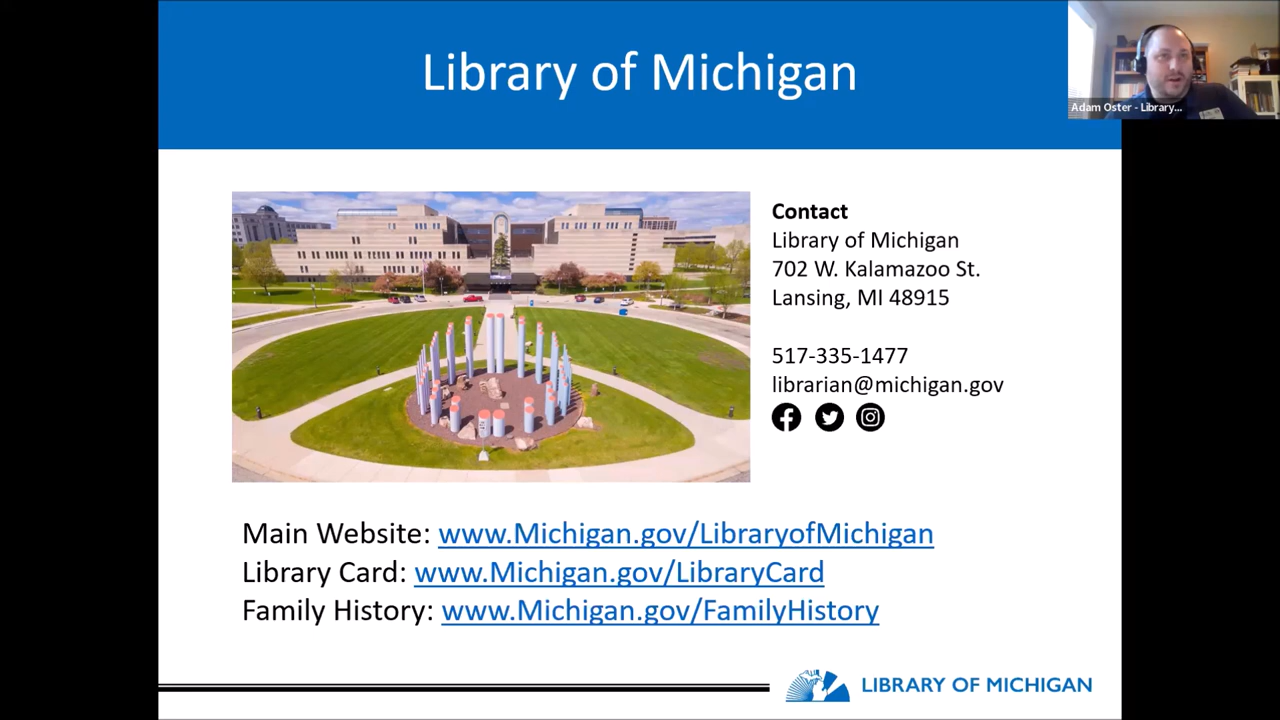 Library of Michigan
Adam Oster - Library...
Contact
Library of Michigan
702 W. Kalamazoo St.
Lansing, MI 48915
517-335-1477
librarian@michigan.gov
Main Website: www.Michigan.gov/LibraryofMichigan
Library Card: www.Michigan.gov/LibraryCard
Family History: www.Michigan.gov/FamilyHistory
LIBRARY OF MICHIGAN